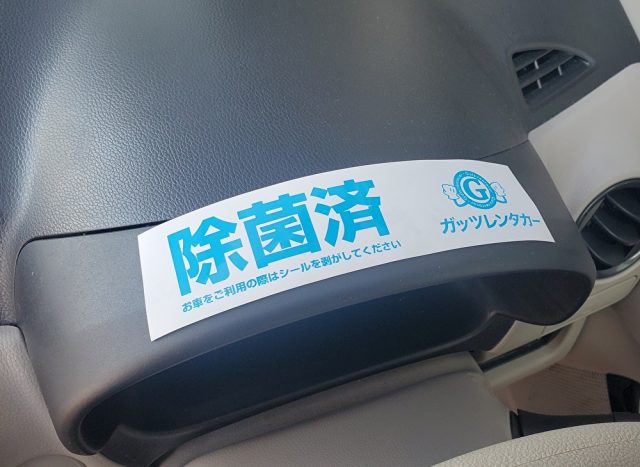 除菌済
お車をご利用の際はシールを剥がしてください
G
ガッツレンタカー